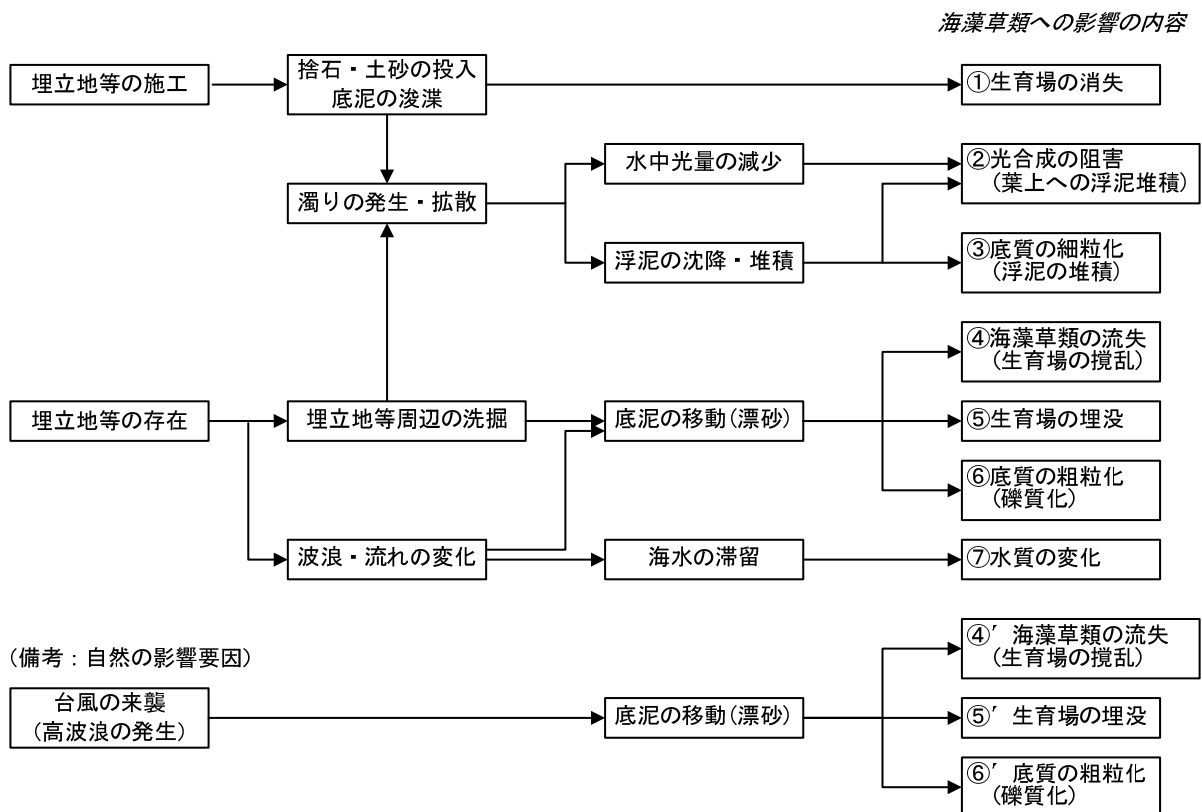 海藻草類への影響の内容
埋立地等の施工
捨石・土砂の投入
底泥の浚渫
①生育場の消失
水中光量の減少
②光合成の阻害
(葉上への浮泥堆積)
濁りの発生・拡散
浮泥の沈降・堆積
③底質の細粒化
(浮泥の堆積)
④海藻草類の流失
(生育場の撹乱)
埋立地等の存在
埋立地等周辺の洗掘
底泥の移動(漂砂)
⑤生育場の埋没
⑥底質の粗粒化
(礫質化)
波浪・流れの変化
海水の滞留
⑦水質の変化
(備考：自然の影響要因)
④’ 海藻草類の流失
(生育場の撹乱)
台風の来襲
(高波浪の発生)
底泥の移動(漂砂)
⑤’ 生育場の埋没
⑥’ 底質の粗粒化
(礫質化)